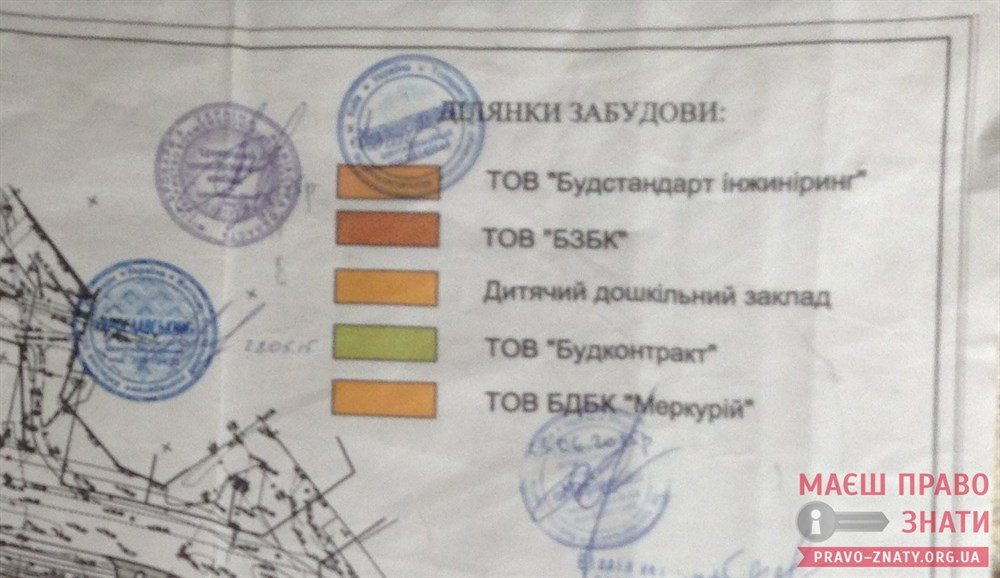 ДІЛЯНКИ ЗАБУДОВИ:
ТОВ "Будстандарт інжиніринг"
ТОВ "БЗБК"
Дитячий дошкільний заклад
ТОВ "Будконтракт"
ТОВ БДБК "Меркурій"
МАЄШ ПРАВО
ЗНАТИ
PRAVO-ZNATY.ORG.UA